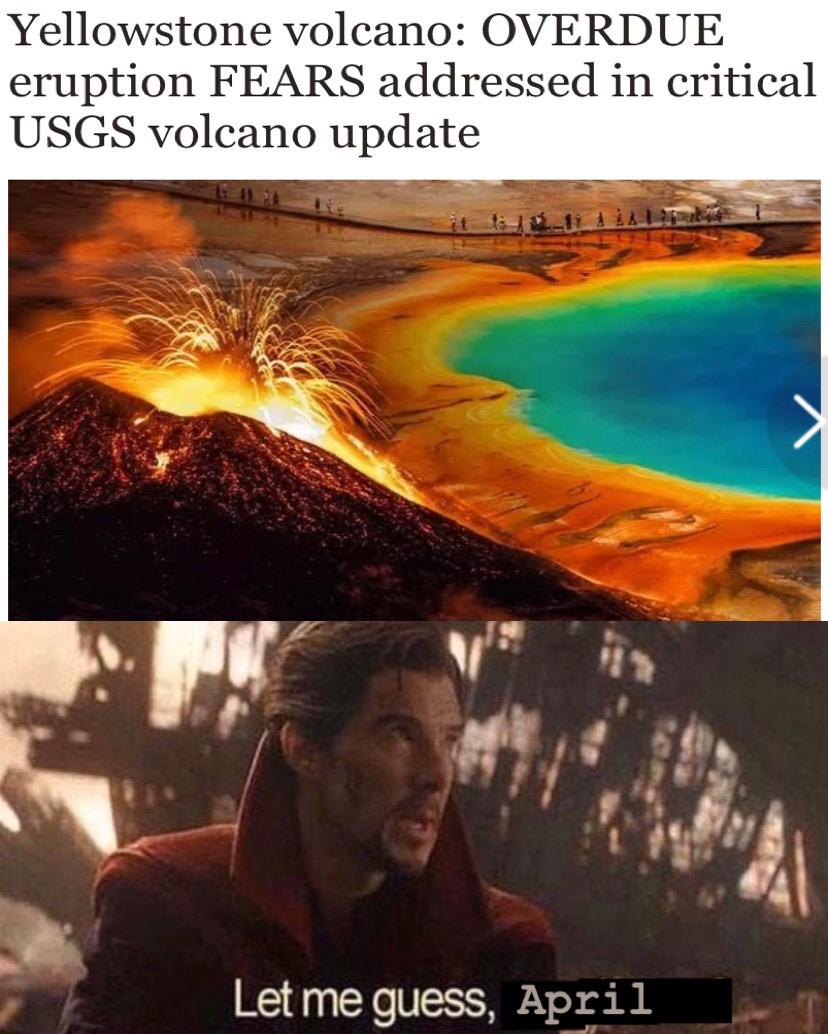 Yellowstone volcano: OVERDUE
eruption FEARS addressed in critical
USGS volcano update
Let me guess, April